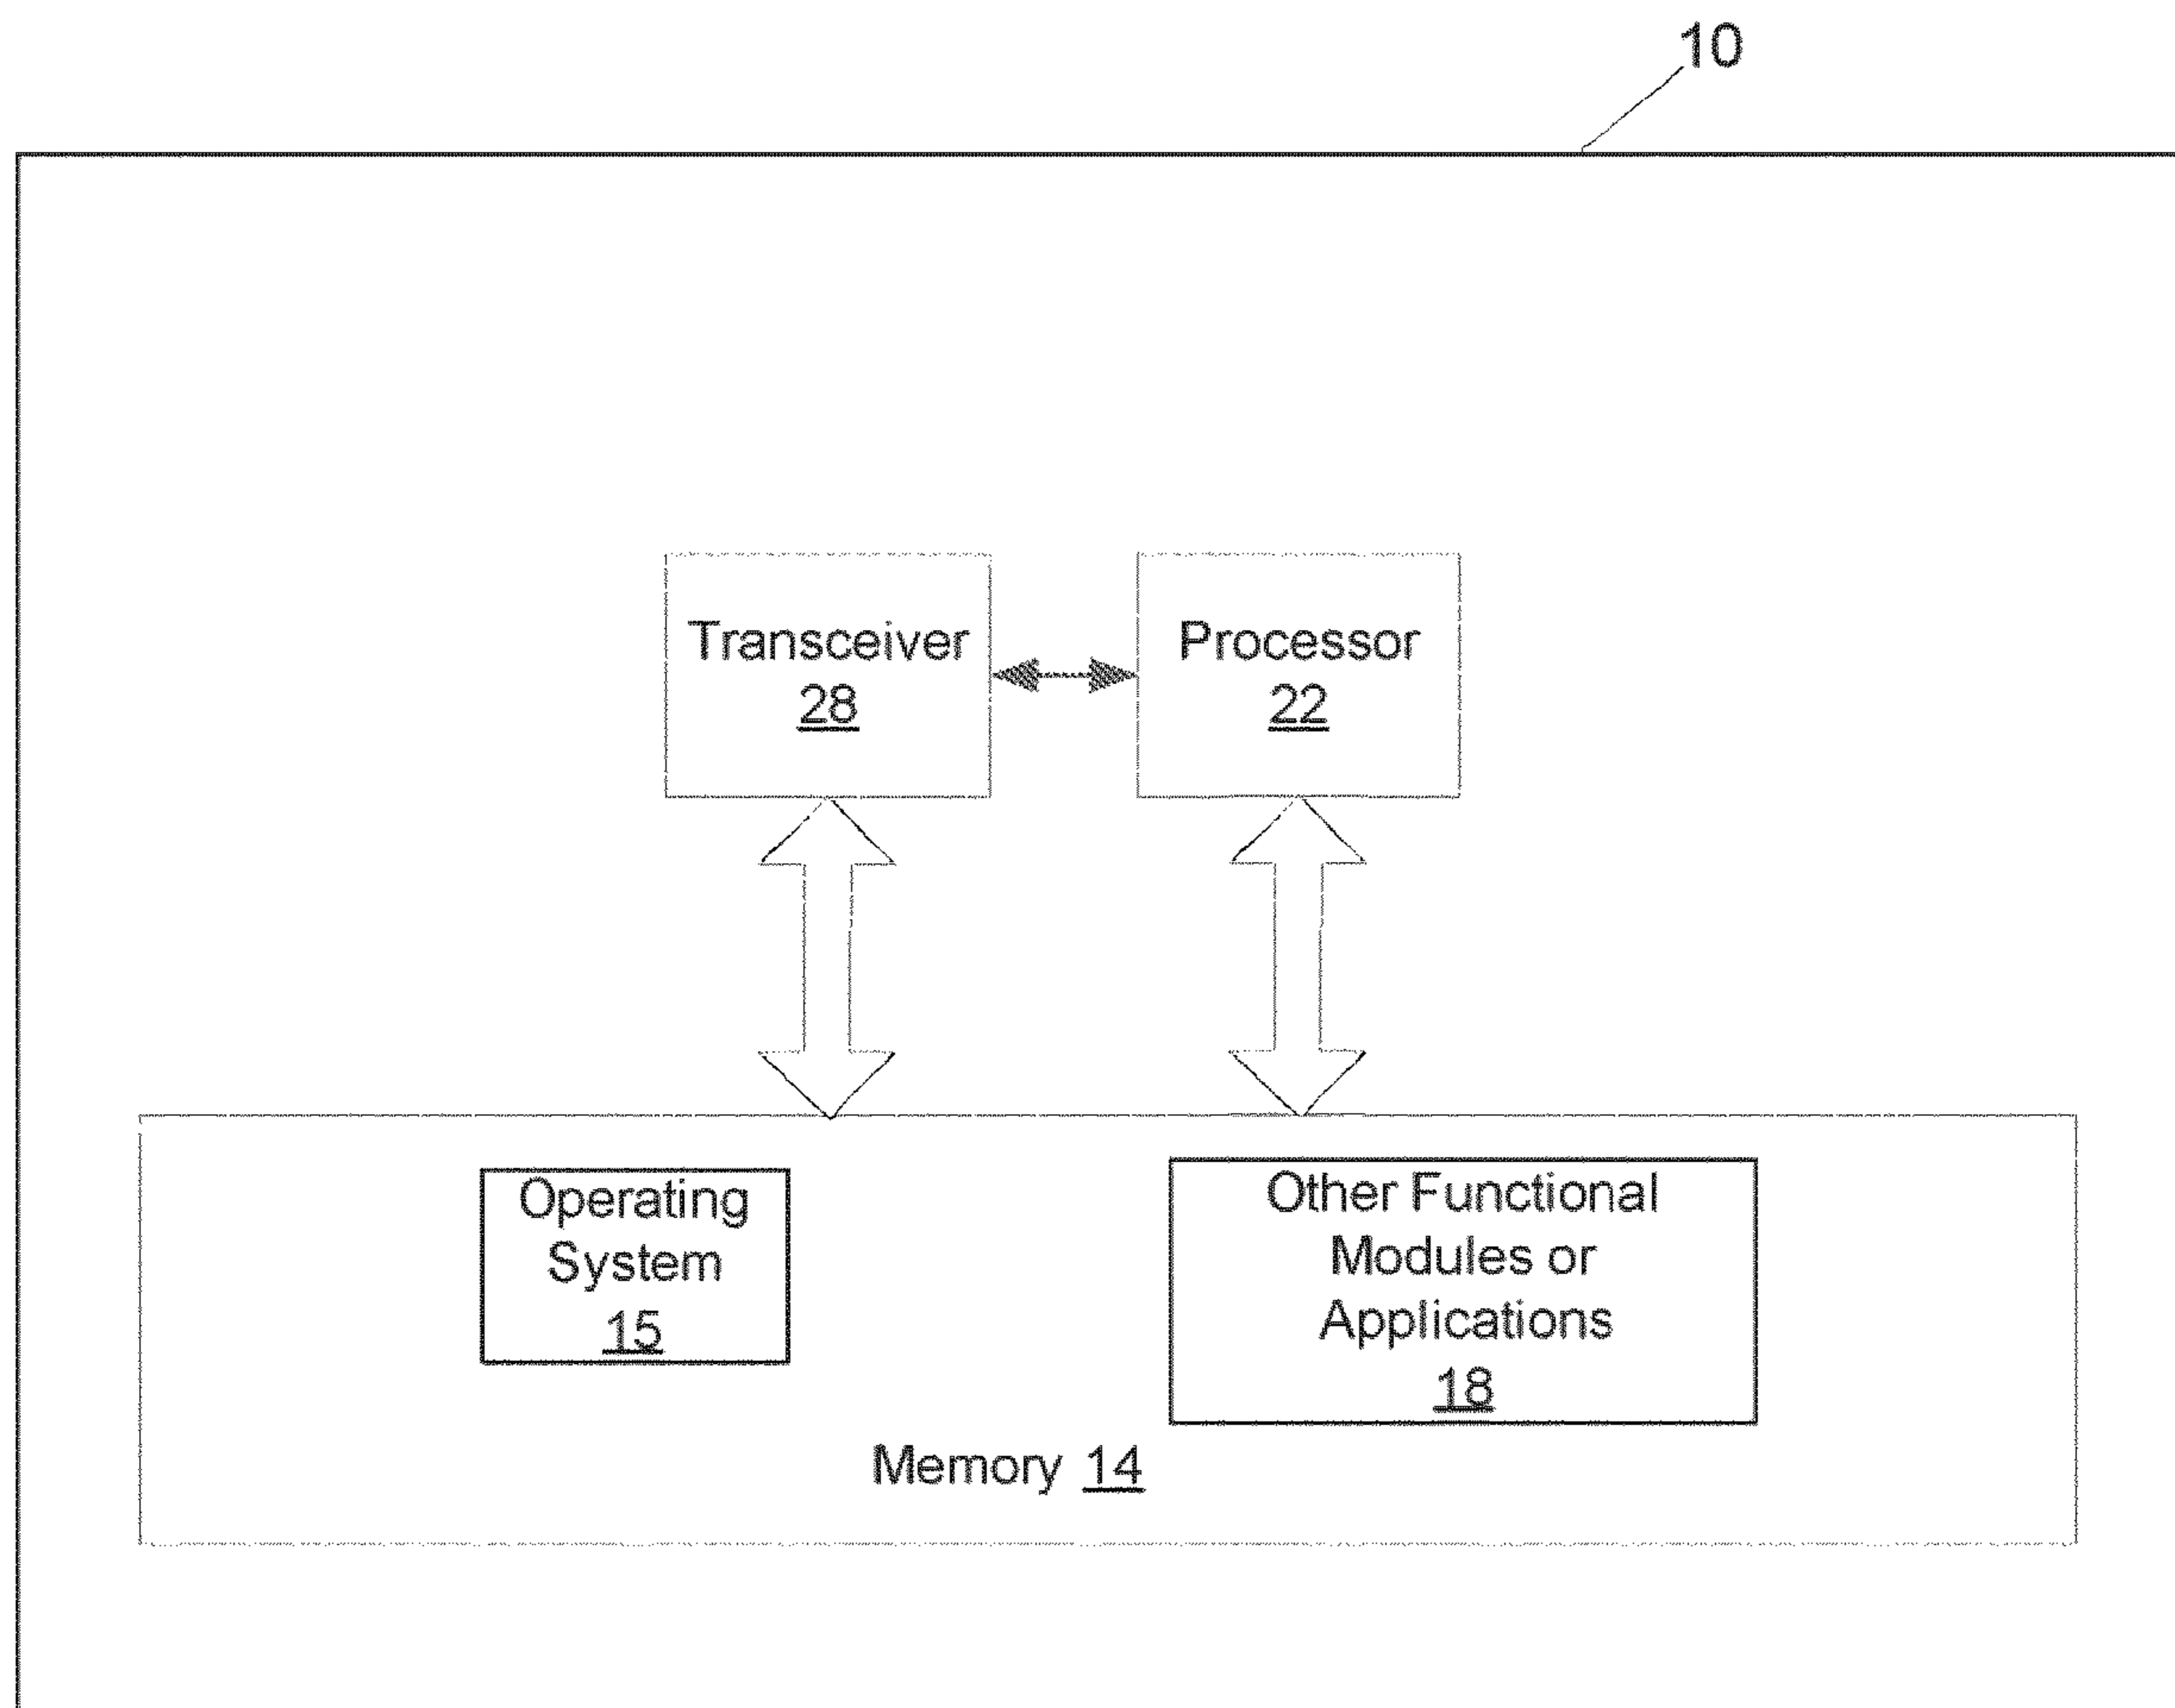 10
Transceiver
28
Processor
22
Operating
System
15
Other Functional
Modules or
Applications
18
Memory 14